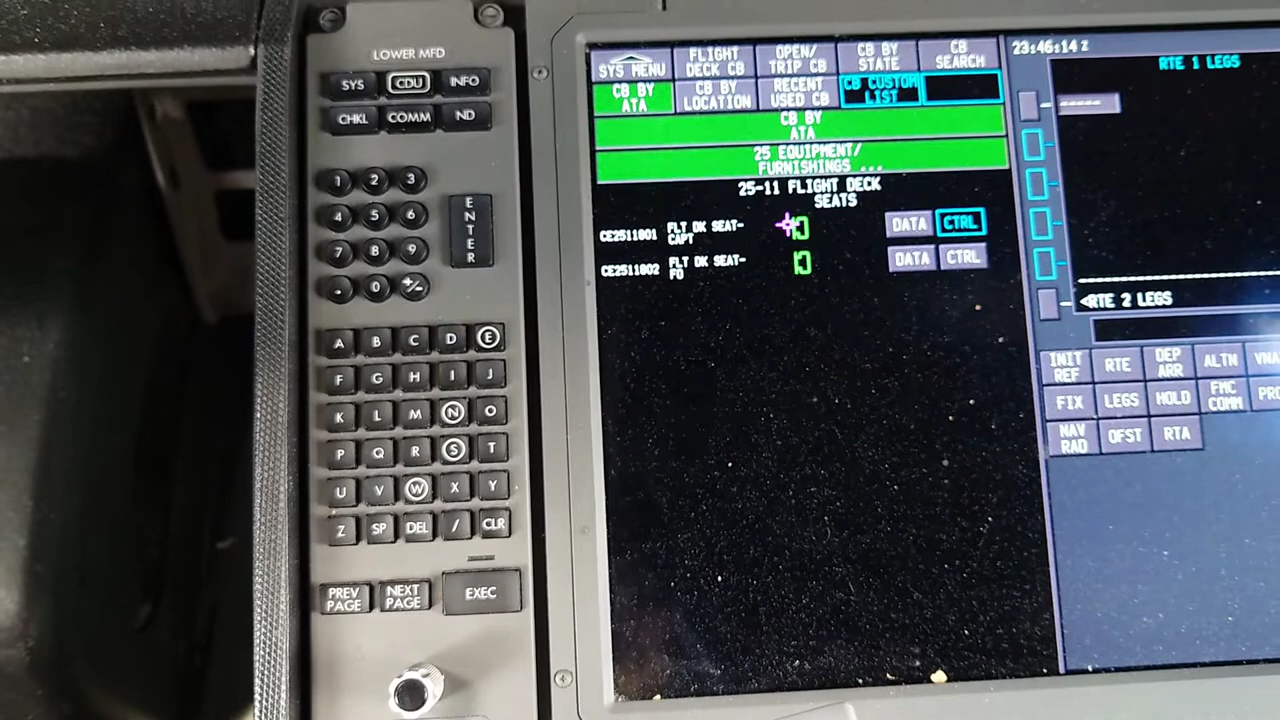 LOWER MFD
SYS CDU INFO
CHKL COMM ND
1 2 3
4 5 6
7 8 9
. 0 +/-
ENTER
A B C D E
F G H I J
K L M N O
P Q R S T
U V W X Y
Z SP DEL / CLR
PREV PAGE
NEXT PAGE
EXEC
SYS MENU
FLIGHT
DECK CB
OPEN/
TRIP CB
CB BY
STATE
CB
SEARCH
CB BY
ATA
CB BY
LOCATION
RECENT
USED CB
CB CUSTOM
LIST
CB BY
ATA
25 EQUIPMENT/
FURNISHINGS ...
25-11 FLIGHT DECK
SEATS
CE2511801 FLT DK SEAT-
CAPT
DATA CTRL
CE2511802 FLT DK SEAT-
FO
DATA CTRL
23:46:14 Z
RTE 1 LEGS
-----
<RTE 2 LEGS
INIT
REF
RTE
DEP
ARR
ALTN
FIX
LEGS
HOLD
FMC
COMM
NAV
RAD
OFST
RTA